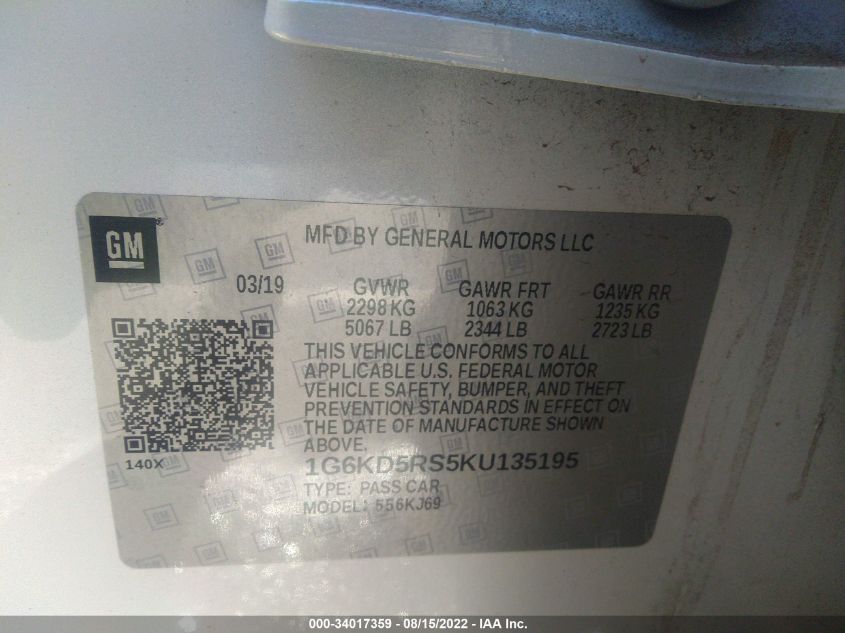 GM
MFD BY GENERAL MOTORS LLC
03/19 GVWR GAWR FRT GAWR RR
2298 KG 1063 KG 1235 KG
5067 LB 2344 LB 2723 LB
THIS VEHICLE CONFORMS TO ALL
APPLICABLE U.S. FEDERAL MOTOR
VEHICLE SAFETY, BUMPER, AND THEFT
PREVENTION STANDARDS IN EFFECT ON
THE DATE OF MANUFACTURE SHOWN
ABOVE.
140X 1G6KD5RS5KU135195
TYPE: PASS CAR
MODEL: 556KJ69
000-34017359 - 08/15/2022 - IAA Inc.